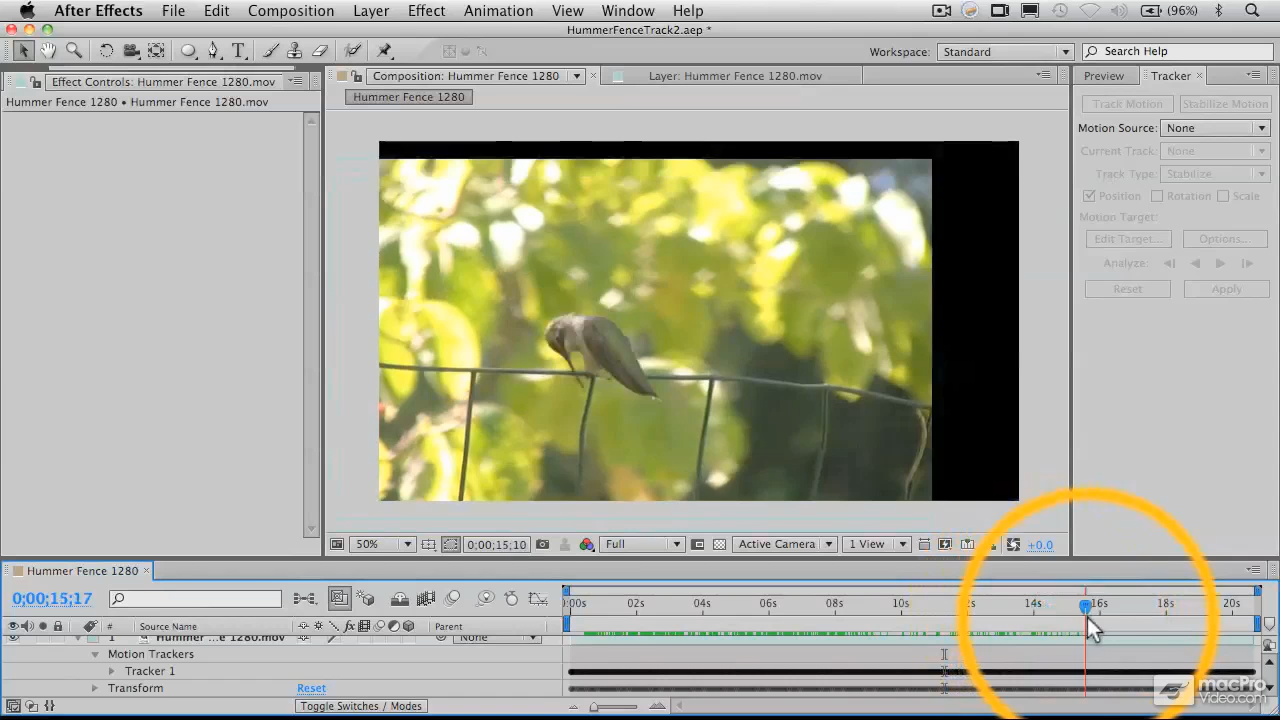 After Effects File Edit Composition Layer Effect Animation View Window Help (96%)
HummerFenceTrack2.aep *
Workspace: Standard Search Help
Effect Controls: Hummer Fence 1280.mov Composition: Hummer Fence 1280 Layer: Hummer Fence 1280.mov Preview Tracker
Hummer Fence 1280 • Hummer Fence 1280.mov Hummer Fence 1280
Track Motion Stabilize Motion
Motion Source: None
Current Track: None
Track Type: Stabilize
Position Rotation Scale
Motion Target:
Edit Target... Options...
Analyze:
Reset Apply
50% 0;00;15;10 Full Active Camera 1 View +0.0
Hummer Fence 1280
0;00;15;17 :00s 02s 04s 06s 08s 10s 14s 16s 18s 20s
# Source Name fx Parent
1 Hummer ...e 1280.mov None
Motion Trackers
Tracker 1
Transform Reset
Toggle Switches / Modes
macPro
Video.com